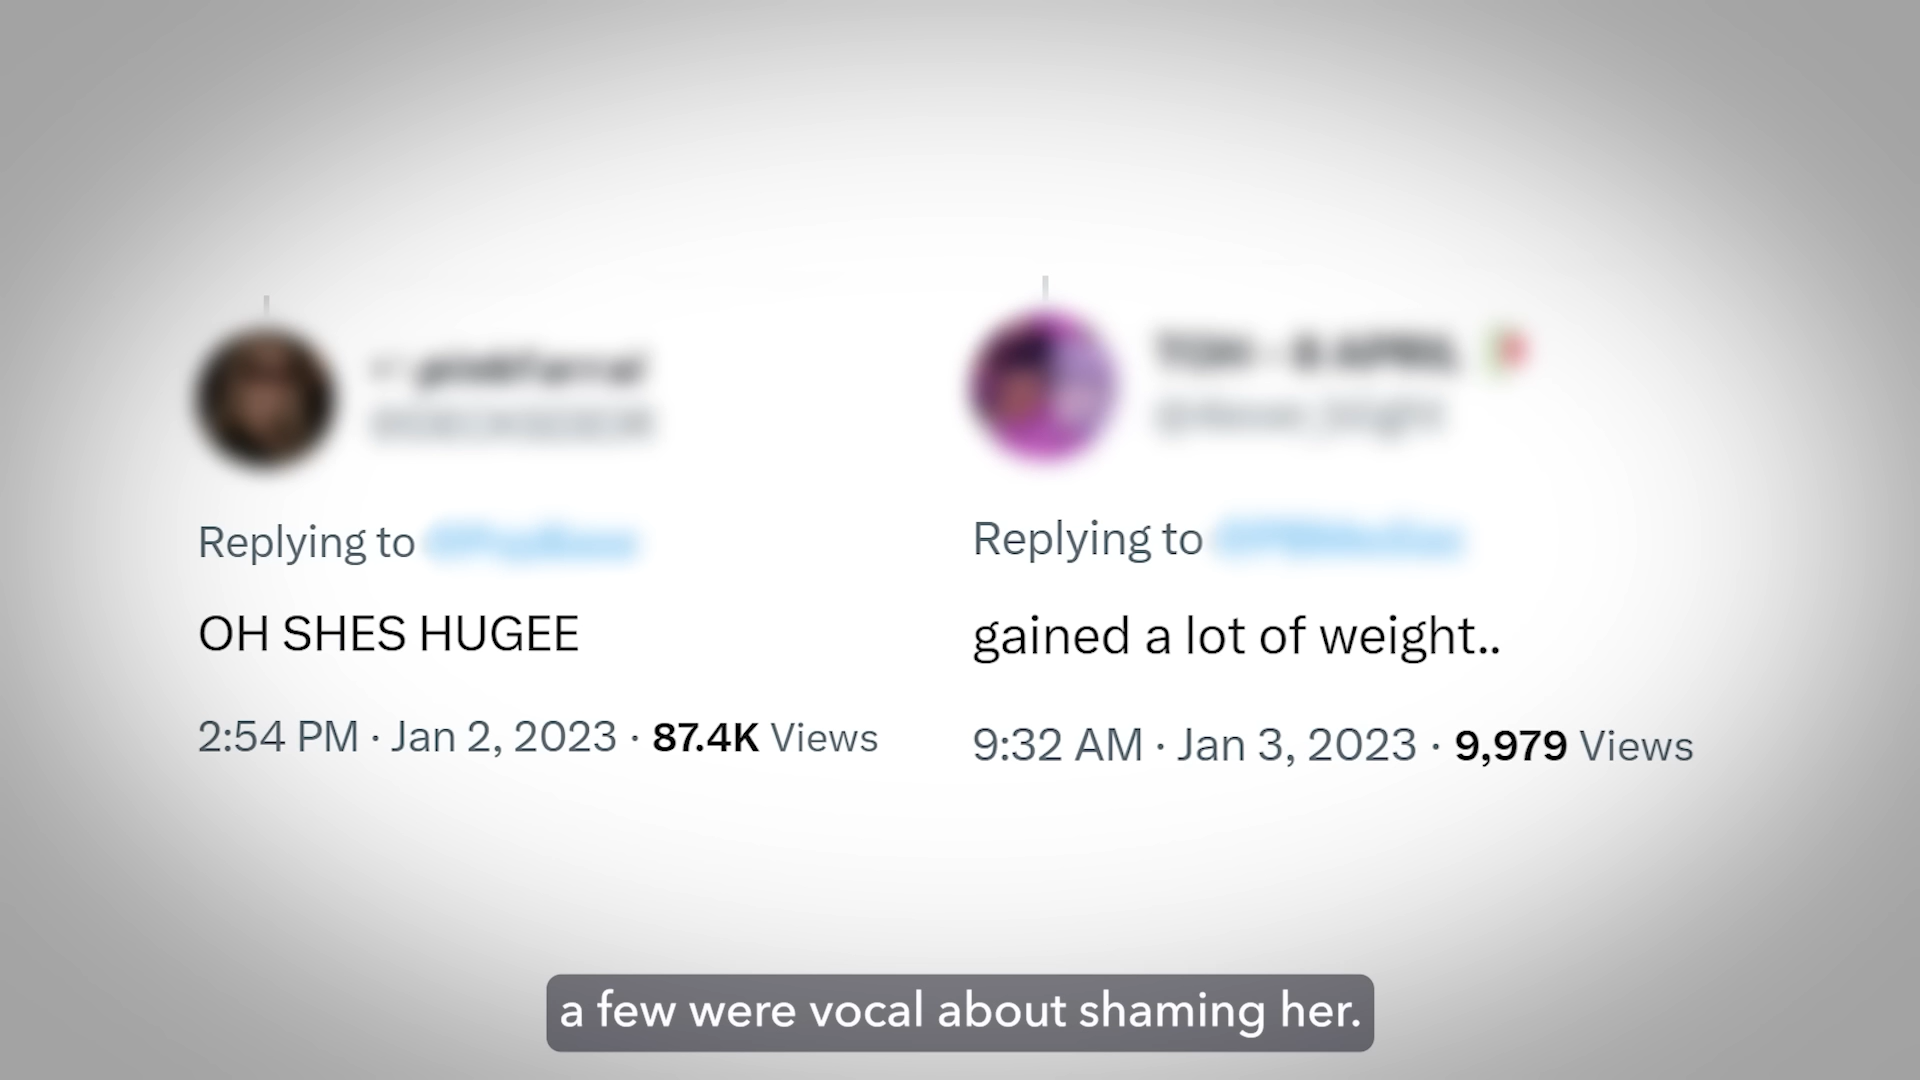 Replying to
OH SHES HUGEE
2:54 PM · Jan 2, 2023 · 87.4K Views
Replying to
gained a lot of weight..
9:32 AM · Jan 3, 2023 · 9,979 Views
a few were vocal about shaming her.